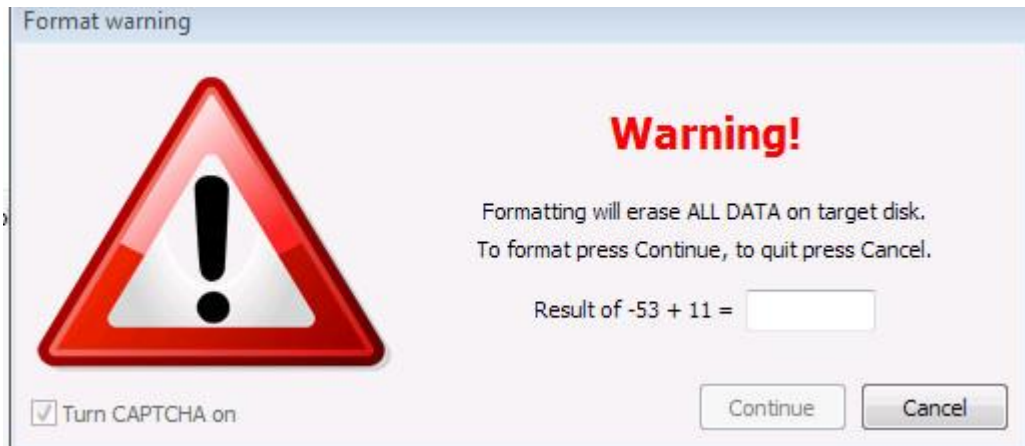 Format warning
Warning!
Formatting will erase ALL DATA on target disk.
To format press Continue, to quit press Cancel.
Result of -53 + 11 =
Turn CAPTCHA on
Continue
Cancel